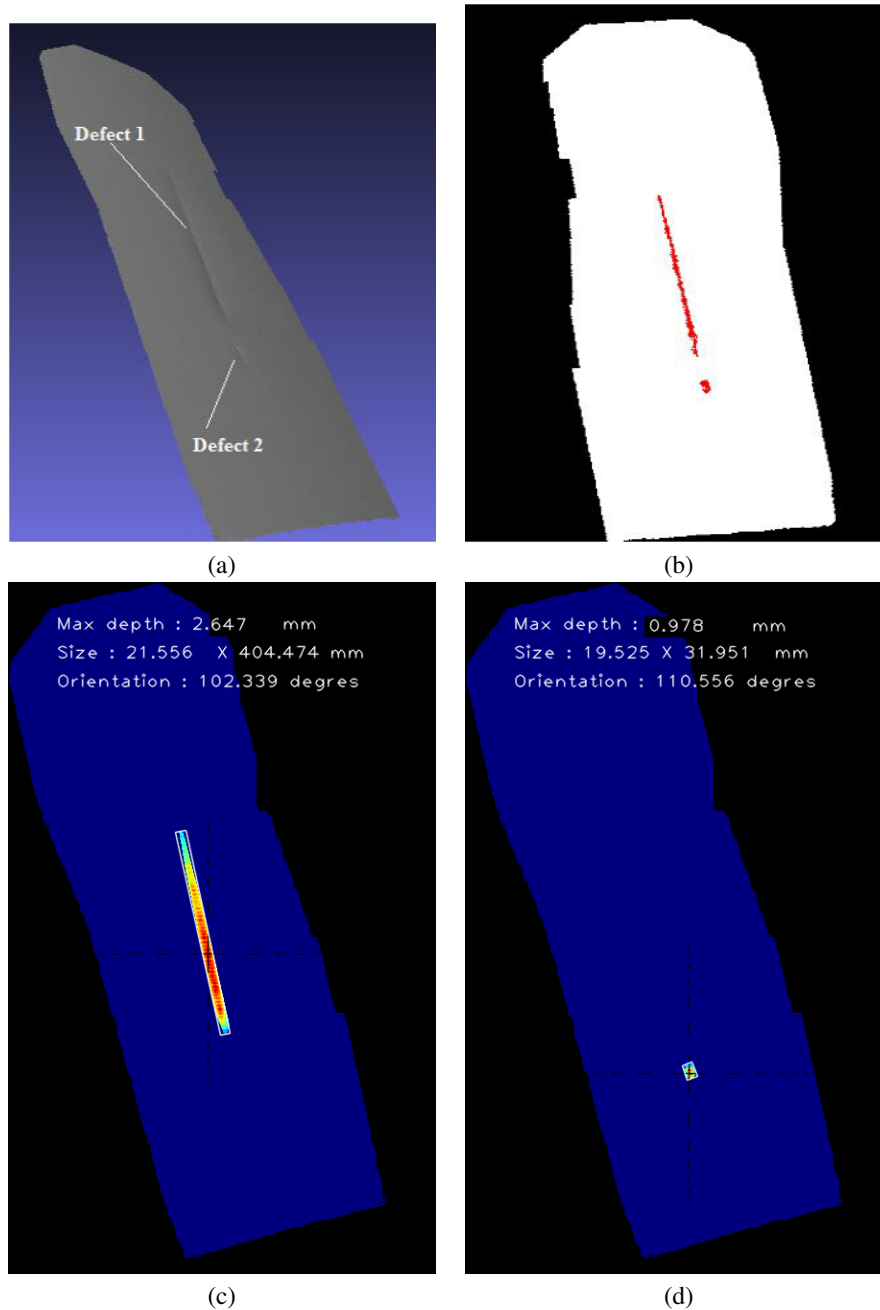 Defect 1
Defect 2
(a)
(b)
Max depth : 2.647 mm
Size : 21.556 X 404.474 mm
Orientation : 102.339 degres
(c)
Max depth : 0.978 mm
Size : 19.525 X 31.951 mm
Orientation : 110.556 degres
(d)